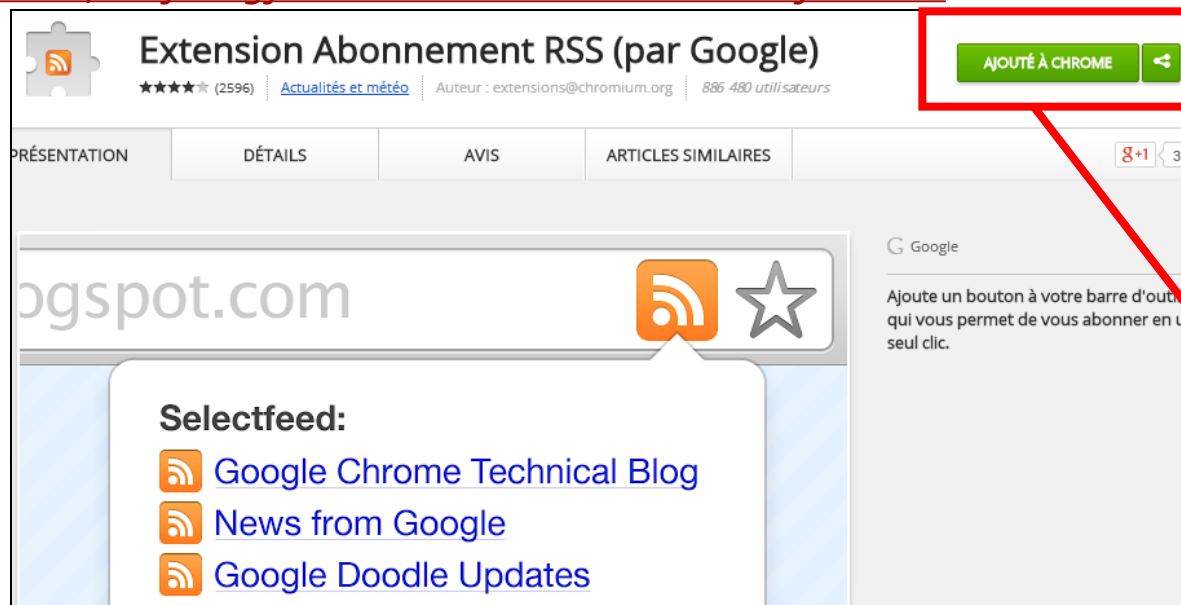 Extension Abonnement RSS (par Google)
(2596) Actualités et météo Auteur : extensions@chromium.org 886 480 utilisateurs
AJOUTÉ À CHROME
PRÉSENTATION DÉTAILS AVIS ARTICLES SIMILAIRES
g+1 3
ogspot.com
G Google
Ajoute un bouton à votre barre d'outi
qui vous permet de vous abonner en u
seul clic.
Selectfeed:
Google Chrome Technical Blog
News from Google
Google Doodle Updates